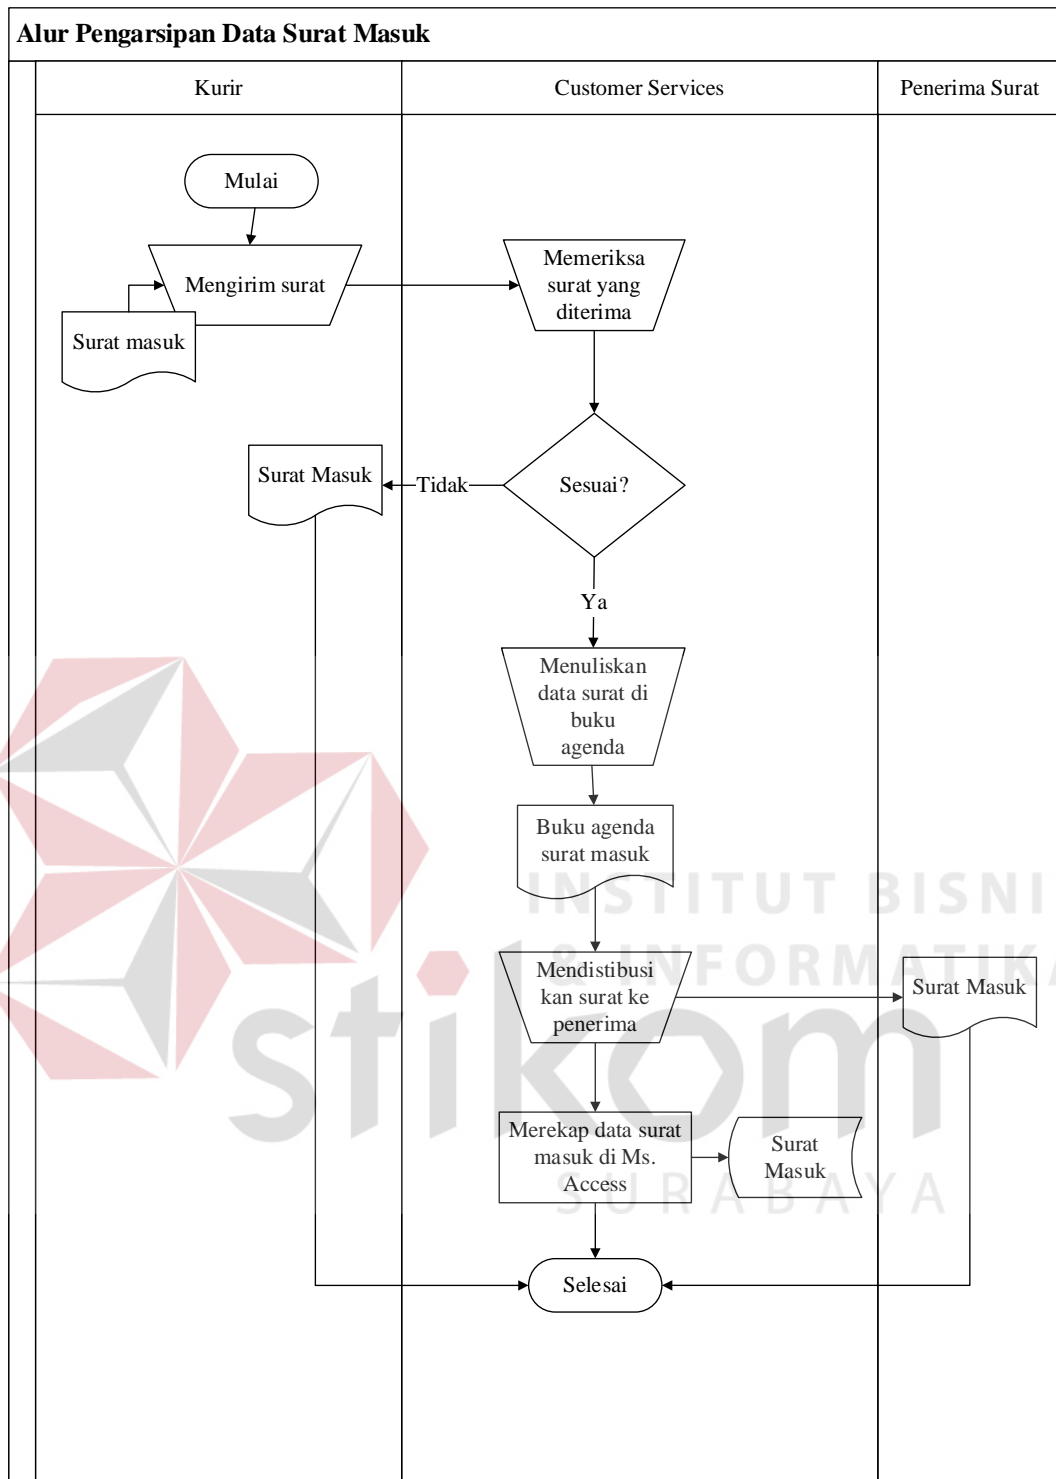 Alur Pengarsipan Data Surat Masuk
Kurir
Customer Services
Penerima Surat
Mulai
Mengirim surat
Surat masuk
Memeriksa
surat yang
diterima
Surat Masuk
Tidak
Sesuai?
Ya
Menuliskan
data surat di
buku
agenda
Buku agenda
surat masuk
INSTITUT BISNI
& INFORMATIKA
Mendistibusi
kan surat ke
penerima
Surat Masuk
stikom
Merekap data surat
masuk di Ms.
Access
Surat
Masuk
SURABAYA
Selesai